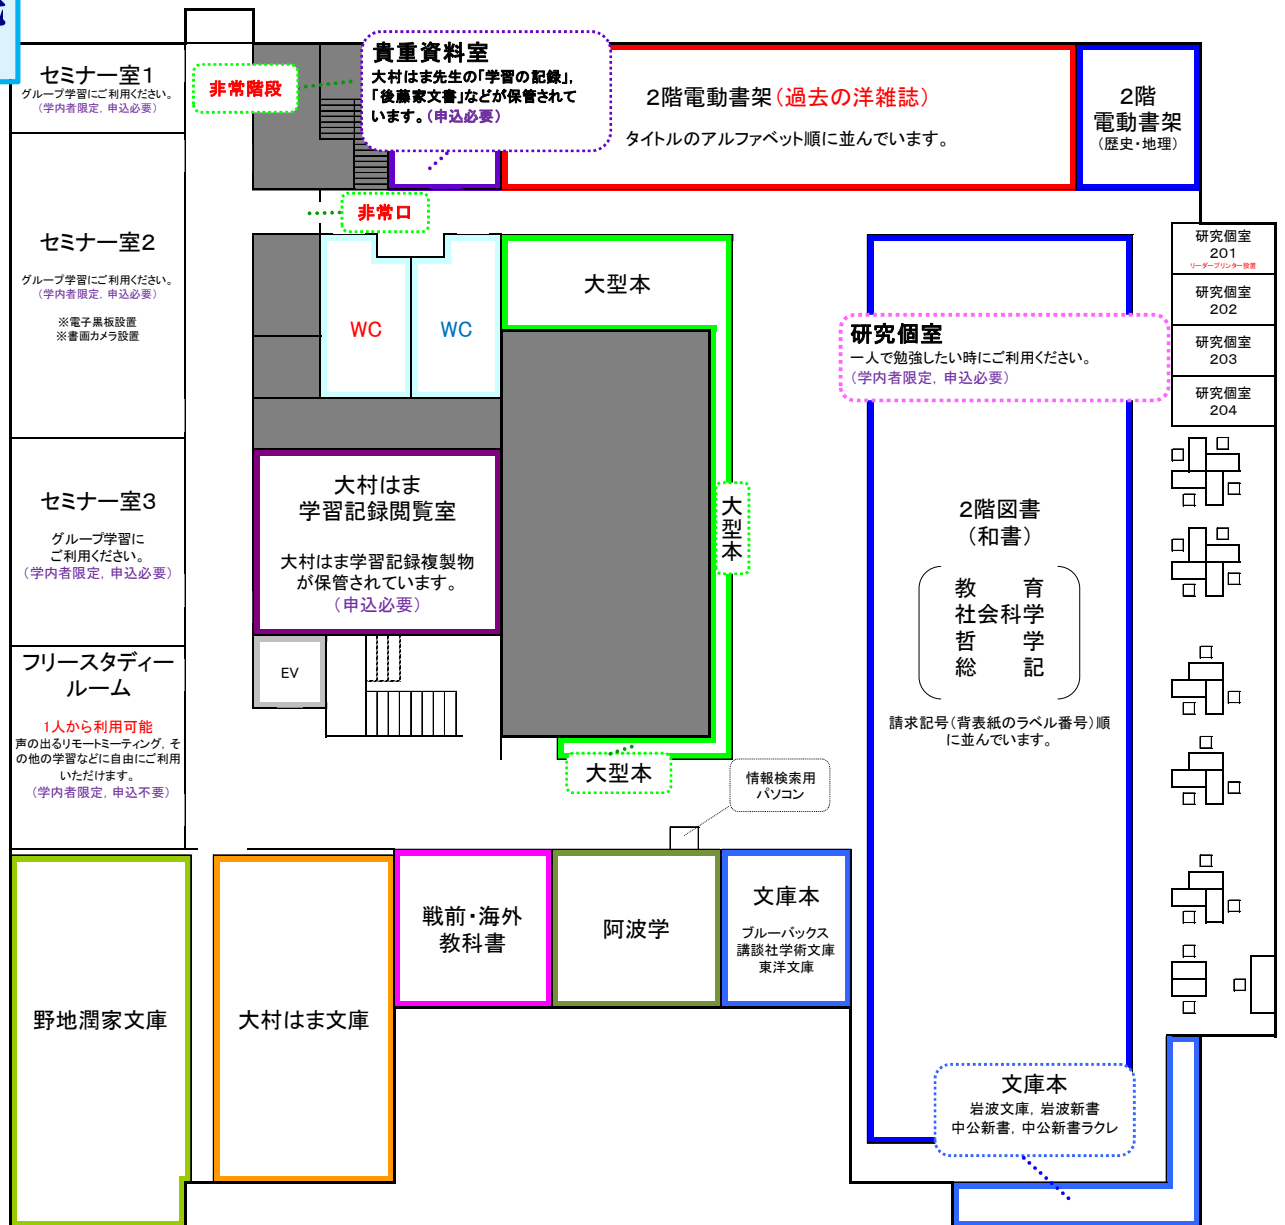 セミナー室1
グループ学習にご利用ください。
（学内者限定，申込必要）
非常階段
貴重資料室
大村はま先生の「学習の記録」，
「後藤家文書」などが保管されて
います。（申込必要）
2階電動書架（過去の洋雑誌）
タイトルのアルファベット順に並んでいます。
2階
電動書架
（歴史・地理）
非常口
セミナー室2
グループ学習にご利用ください。
（学内者限定，申込必要）
※電子黒板設置
※書画カメラ設置
WC
WC
大型本
研究個室
201
リーダープリンター設置
研究個室
202
研究個室
203
研究個室
204
研究個室
一人で勉強したい時にご利用ください。
（学内者限定，申込必要）
セミナー室3
グループ学習に
ご利用ください。
（学内者限定，申込必要）
大村はま
学習記録閲覧室
大村はま学習記録複製物
が保管されています。
（申込必要）
大型本
2階図書
（和書）
教　育
社会科学
哲　学
総　記
請求記号（背表紙のラベル番号）順
に並んでいます。
EV
フリースタディー
ルーム
1人から利用可能
声の出るリモートミーティング，そ
の他の学習などに自由にご利用
いただけます。
（学内者限定，申込不要）
大型本
情報検索用
パソコン
野地潤家文庫
大村はま文庫
戦前・海外
教科書
阿波学
文庫本
ブルーバックス
講談社学術文庫
東洋文庫
文庫本
岩波文庫，岩波新書
中公新書，中公新書ラクレ